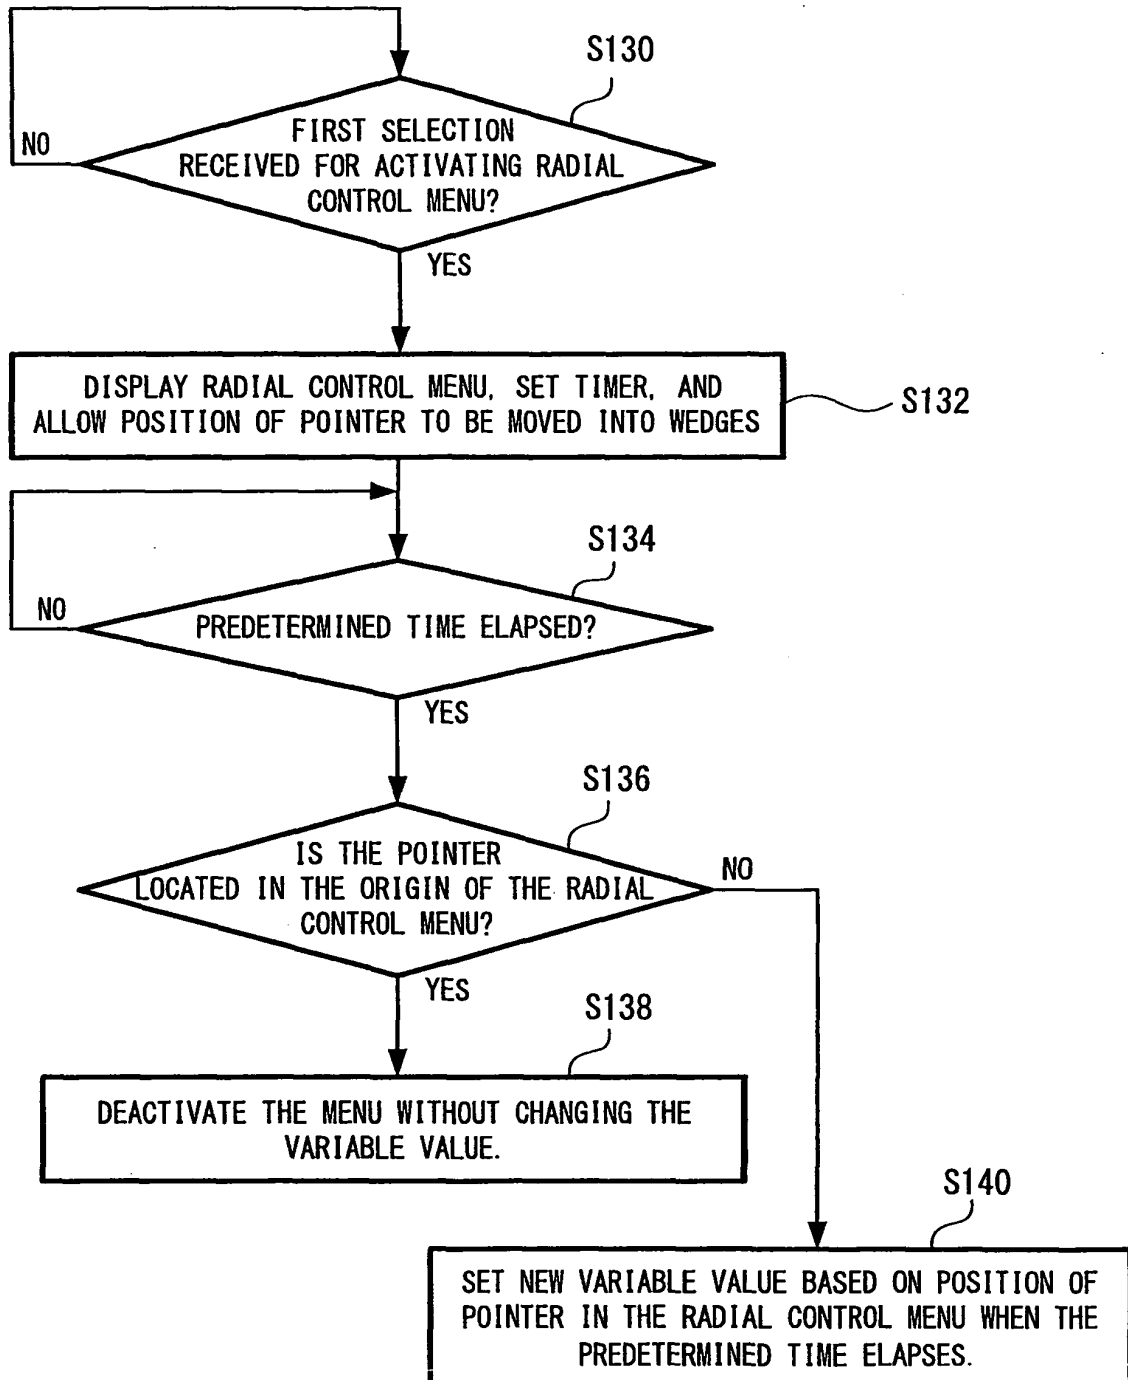 S130
FIRST SELECTION
RECEIVED FOR ACTIVATING RADIAL
CONTROL MENU?
NO
YES
DISPLAY RADIAL CONTROL MENU, SET TIMER, AND
ALLOW POSITION OF POINTER TO BE MOVED INTO WEDGES
S132
S134
PREDETERMINED TIME ELAPSED?
NO
YES
S136
IS THE POINTER
LOCATED IN THE ORIGIN OF THE RADIAL
CONTROL MENU?
NO
YES
S138
DEACTIVATE THE MENU WITHOUT CHANGING THE
VARIABLE VALUE.
S140
SET NEW VARIABLE VALUE BASED ON POSITION OF
POINTER IN THE RADIAL CONTROL MENU WHEN THE
PREDETERMINED TIME ELAPSES.